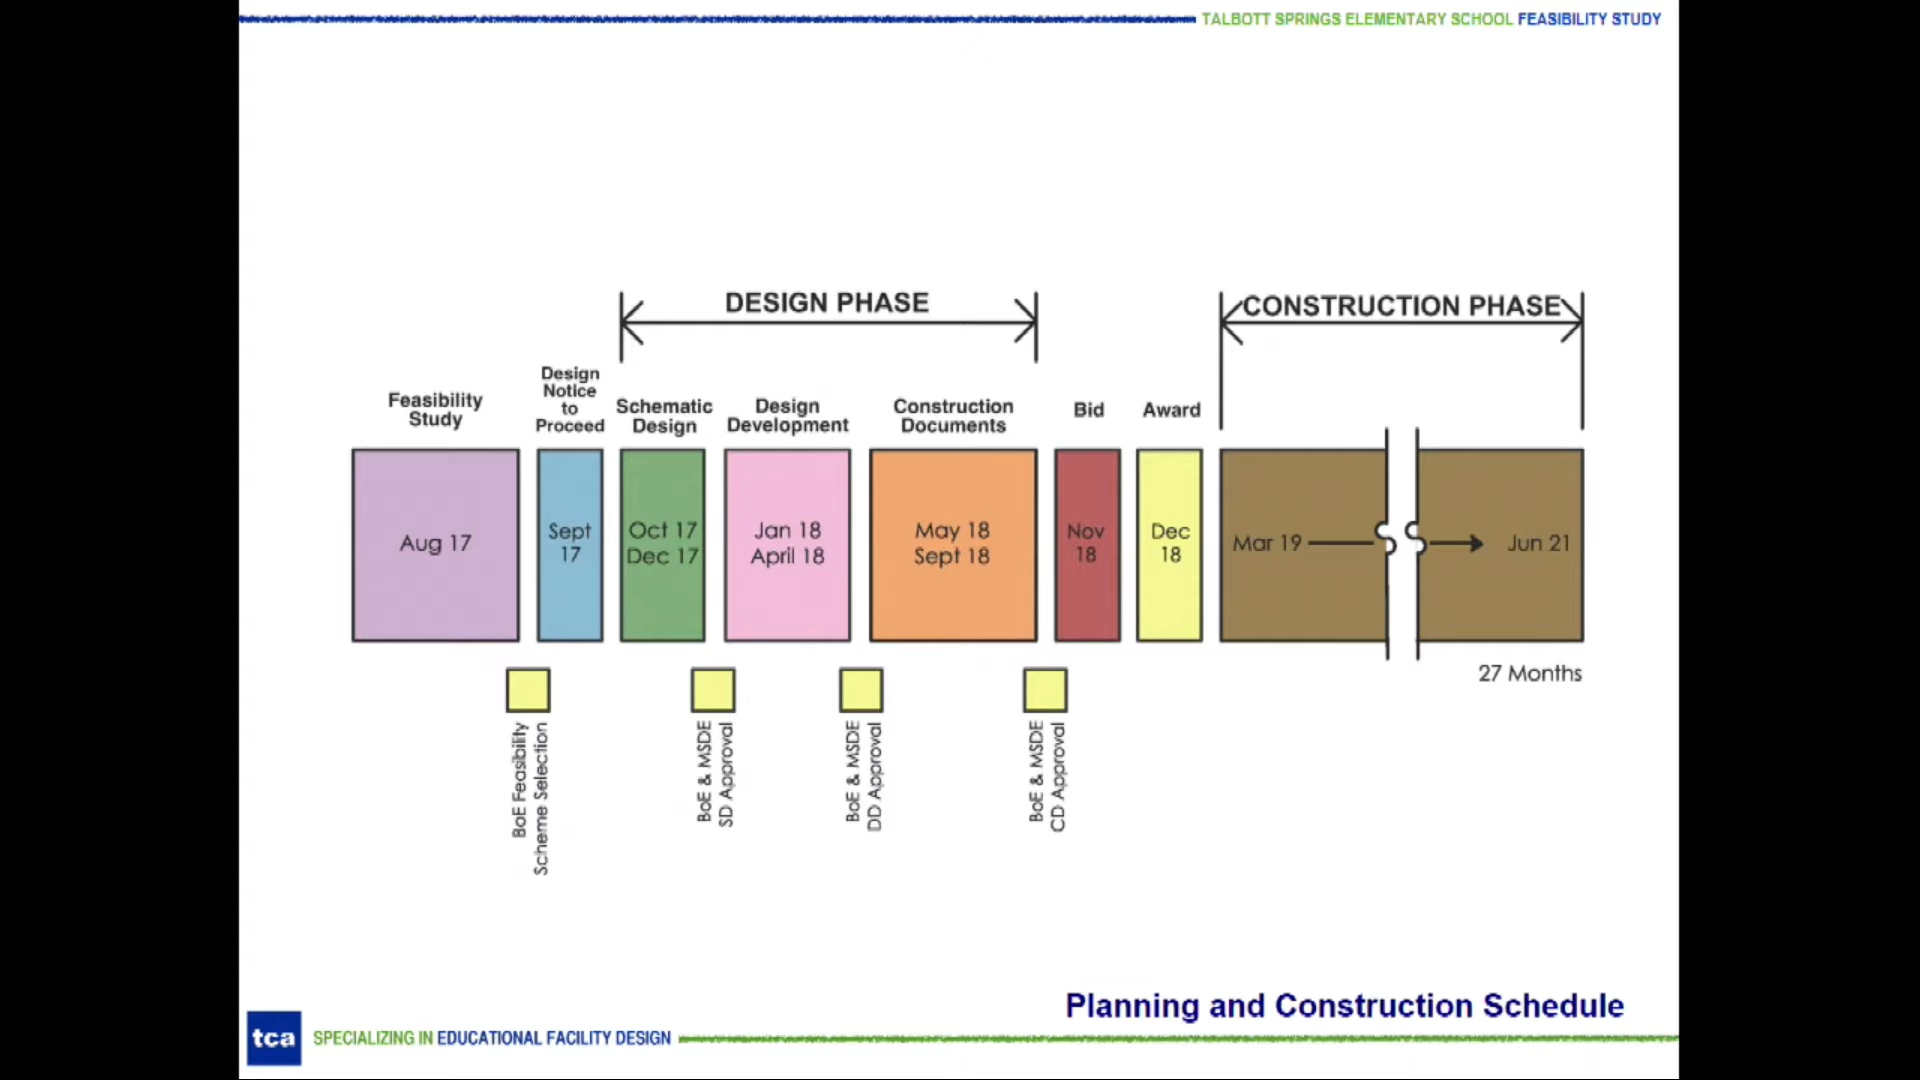 TALBOTT SPRINGS ELEMENTARY SCHOOL FEASIBILITY STUDY
DESIGN PHASE
CONSTRUCTION PHASE
Feasibility
Study
Design
Notice
to
Proceed
Schematic
Design
Design
Development
Construction
Documents
Bid
Award
Aug 17
Sept
17
Oct 17
Dec 17
Jan 18
April 18
May 18
Sept 18
Nov
18
Dec
18
Mar 19
Jun 21
27 Months
BoE Feasibility
Scheme Selection
BoE & MSDE
SD Approval
BoE & MSDE
DD Approval
BoE & MSDE
CD Approval
Planning and Construction Schedule
tca
SPECIALIZING IN EDUCATIONAL FACILITY DESIGN